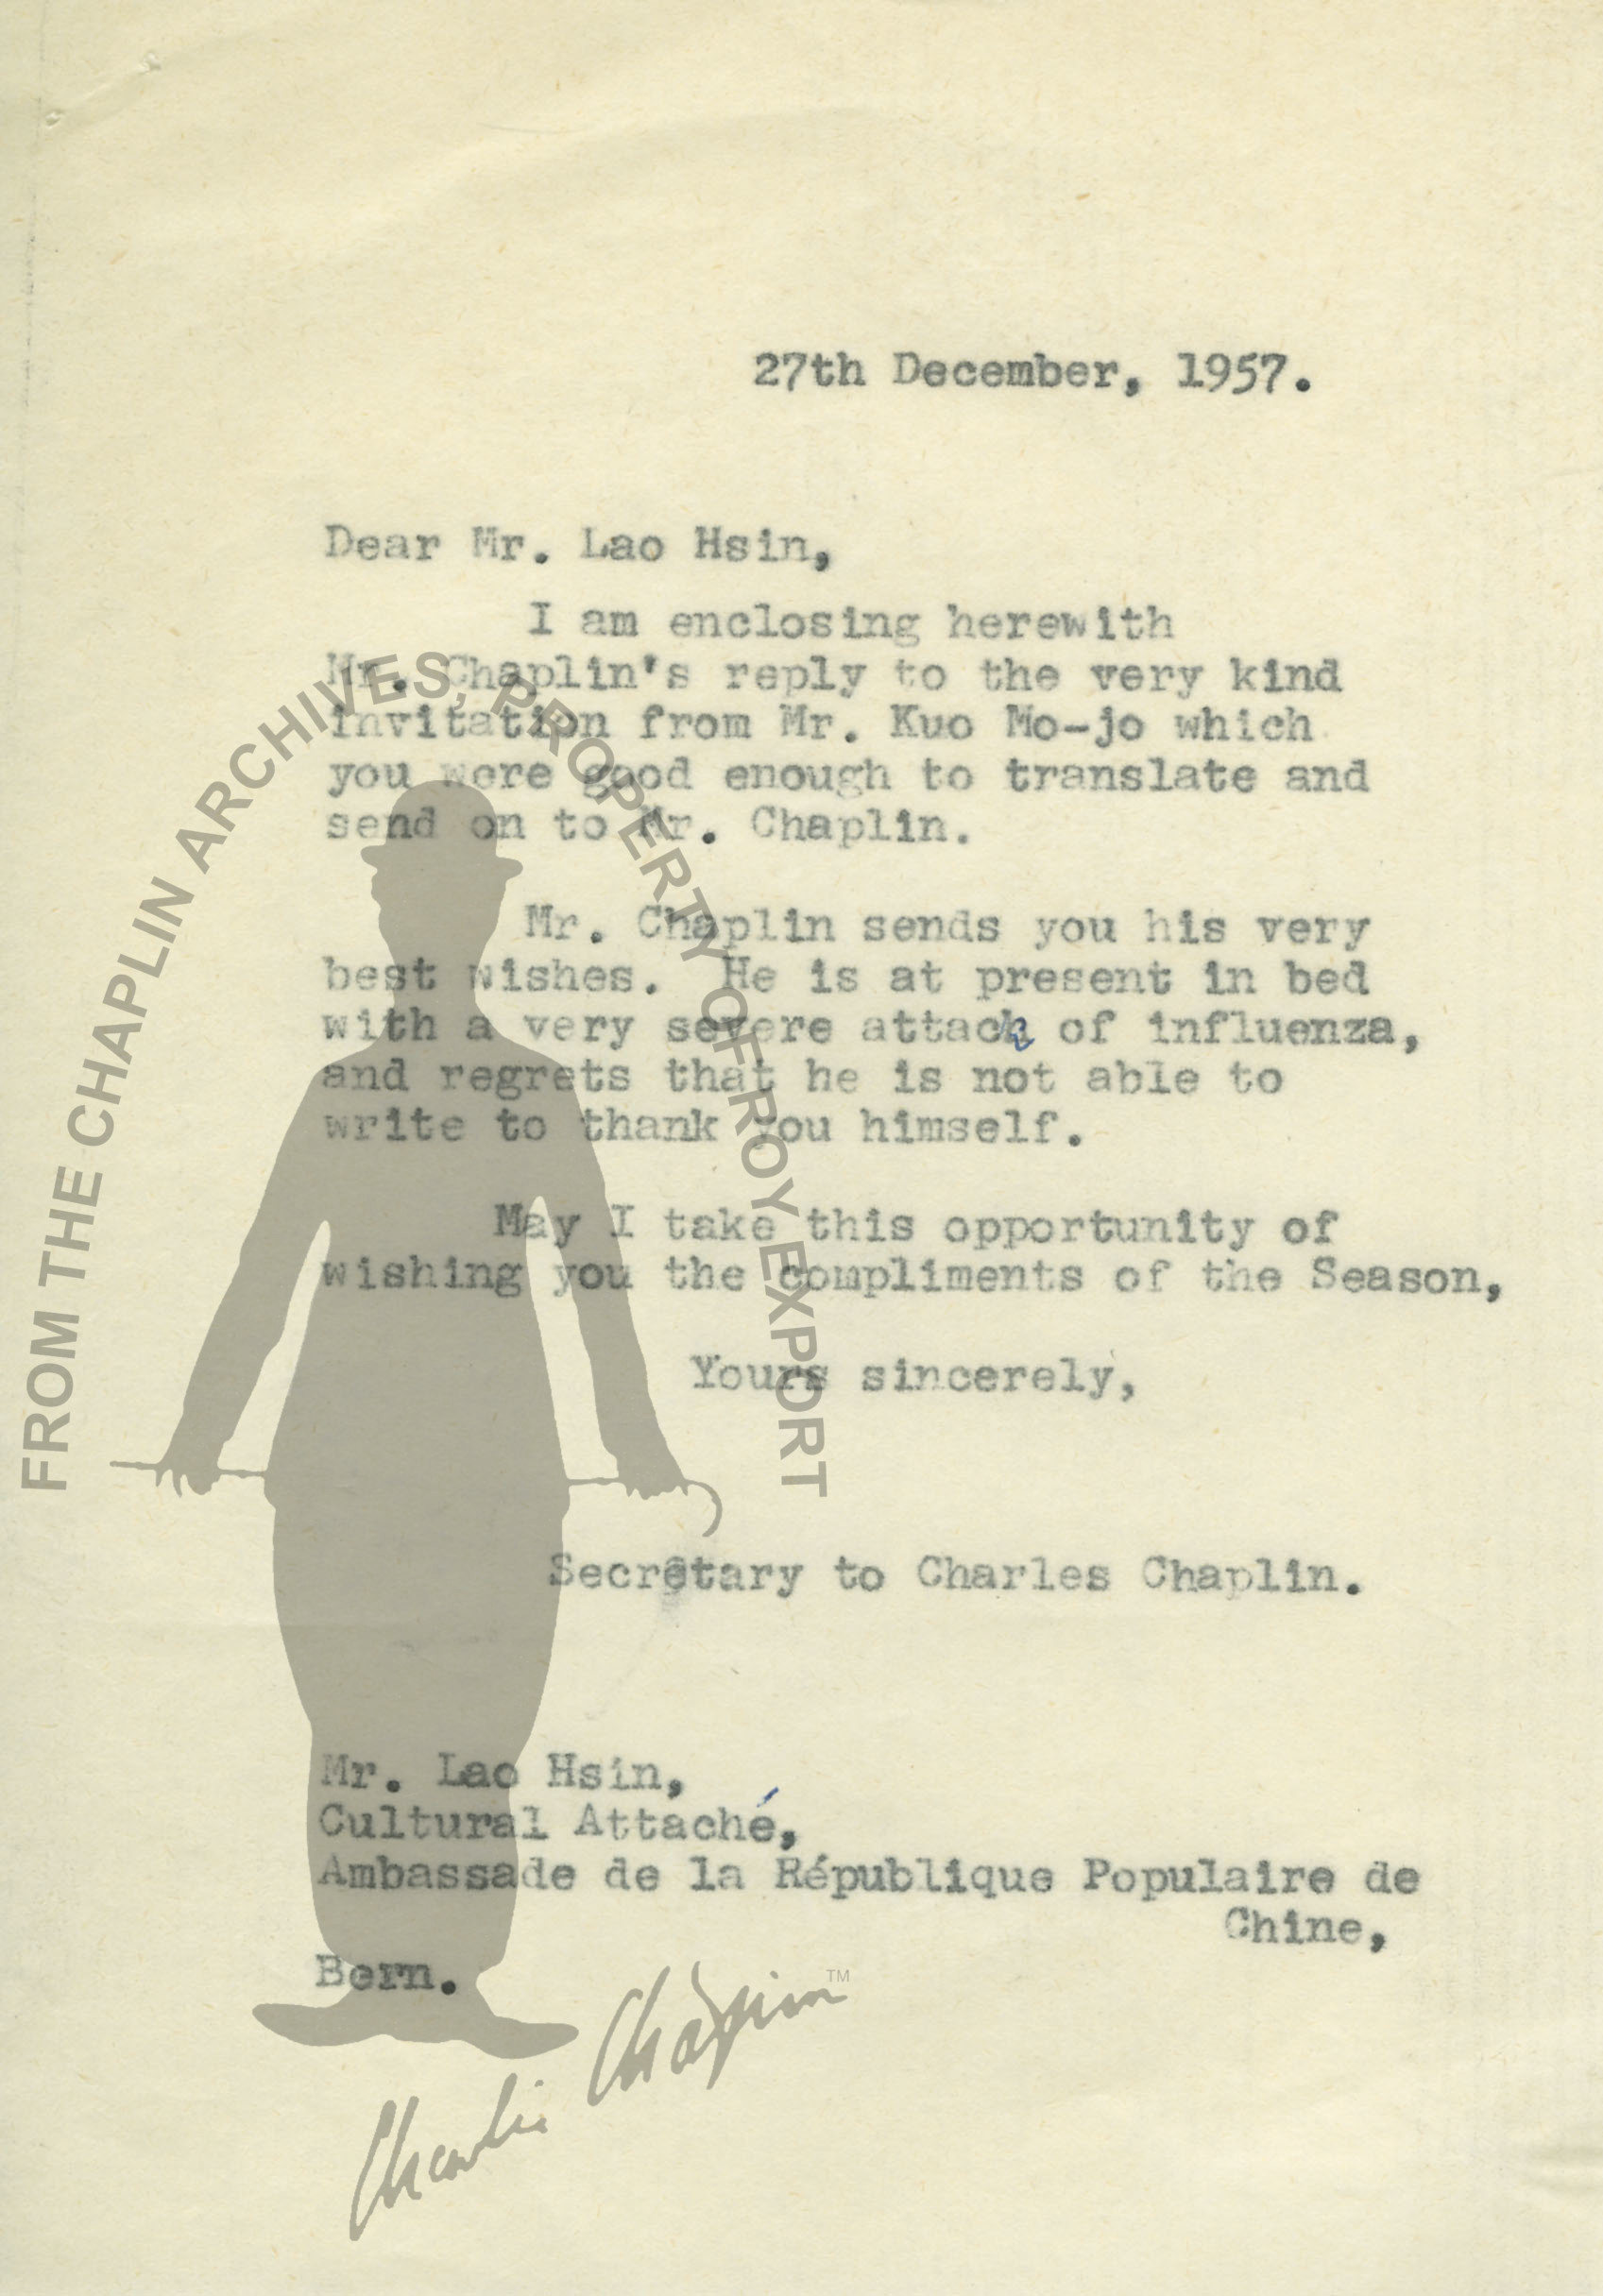 27th December, 1957.
Dear Mr. Lao Hsin,
I am enclosing herewith
Mr. Chaplin's reply to the very kind
invitation from Mr. Kuo Mo-jo which
you were good enough to translate and
send on to Mr. Chaplin.
Mr. Chaplin sends you his very
best wishes. He is at present in bed
with a very severe attack of influenza,
and regrets that he is not able to
write to thank you himself.
May I take this opportunity of
wishing you the compliments of the Season,
Yours sincerely,
Secretary to Charles Chaplin.
Mr. Lao Hsin,
Cultural Attaché,
Ambassade de la République Populaire de
Chine,
Bern.
FROM THE CHAPLIN ARCHIVES, PROPERTY OF ROY EXPORT
Charlie Chaplin TM